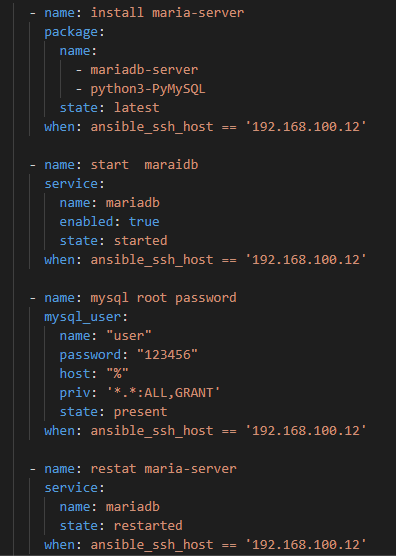 - name: install maria-server
  package:
    name:
      - mariadb-server
      - python3-PyMySQL
    state: latest
  when: ansible_ssh_host == '192.168.100.12'

- name: start  maraidb
  service:
    name: mariadb
    enabled: true
    state: started
  when: ansible_ssh_host == '192.168.100.12'

- name: mysql root password
  mysql_user:
    name: "user"
    password: "123456"
    host: "%"
    priv: '*.*:ALL,GRANT'
    state: present
  when: ansible_ssh_host == '192.168.100.12'

- name: restat maria-server
  service:
    name: mariadb
    state: restarted
  when: ansible_ssh_host == '192.168.100.12'